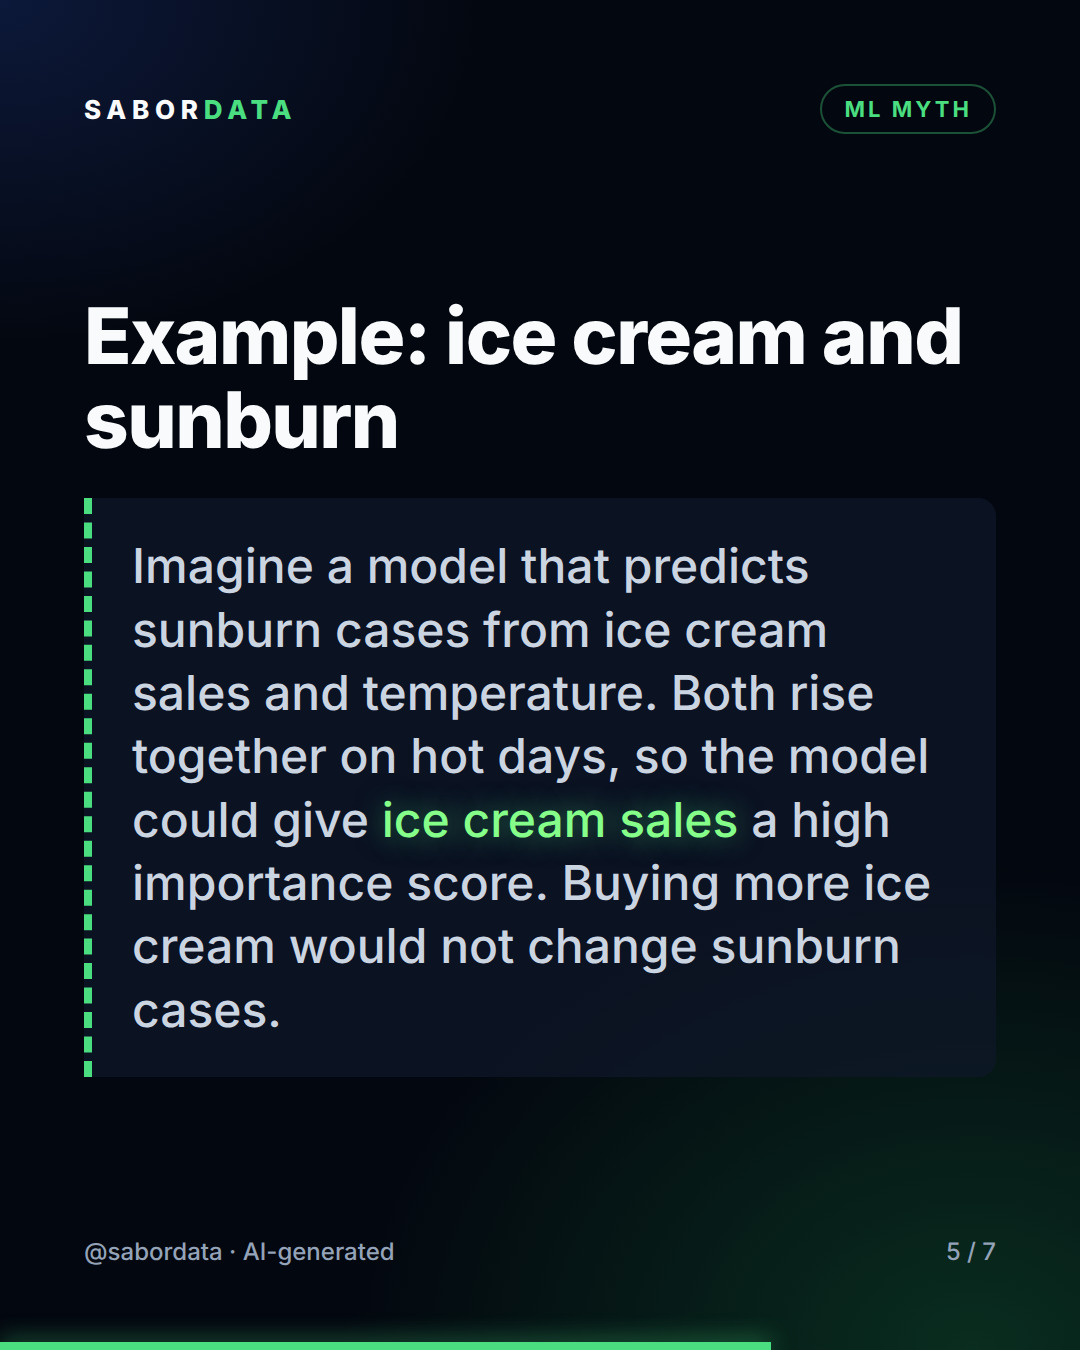 SABORDATA
ML MYTH
Example: ice cream and
sunburn
Imagine a model that predicts
sunburn cases from ice cream
sales and temperature. Both rise
together on hot days, so the model
could give ice cream sales a high
importance score. Buying more ice
cream would not change sunburn
cases.
@sabordata · AI-generated
5 / 7